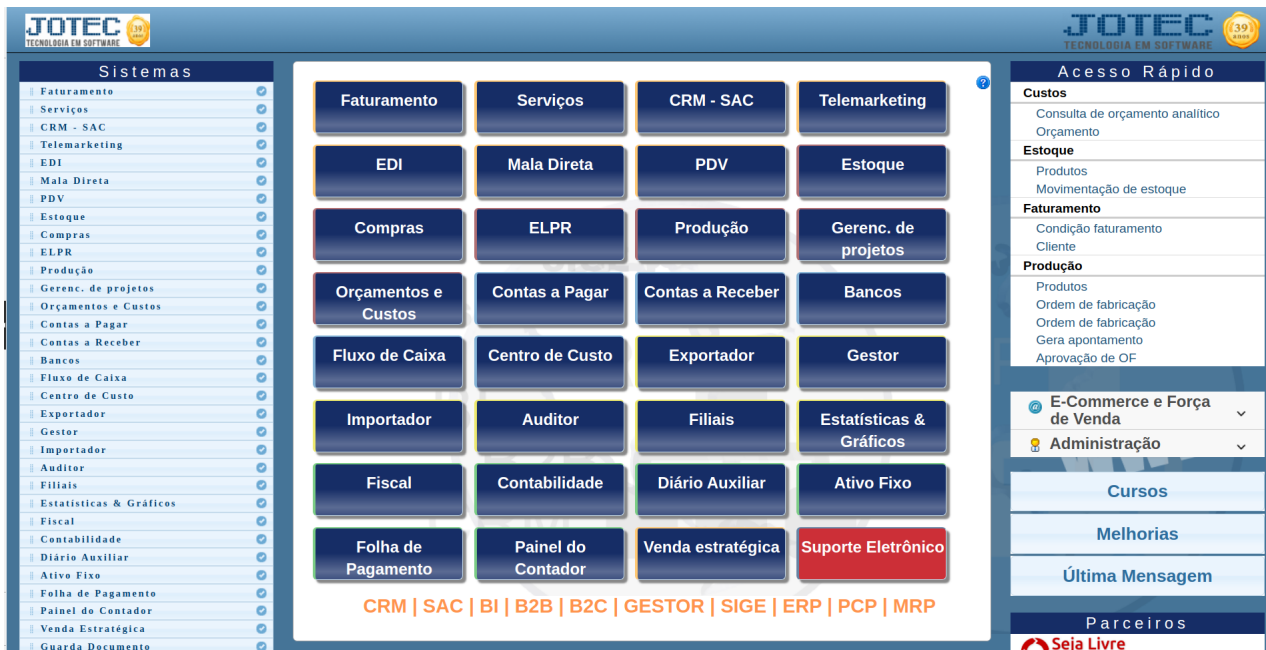 JOTEC
39 anos
TECNOLOGIA EM SOFTWARE
JOTEC
39 anos
TECNOLOGIA EM SOFTWARE
Sistemas
Faturamento
Serviços
CRM - SAC
Telemarketing
EDI
Mala Direta
PDV
Estoque
Compras
ELPR
Produção
Gerenc. de projetos
Orçamentos e Custos
Contas a Pagar
Contas a Receber
Bancos
Fluxo de Caixa
Centro de Custo
Exportador
Gestor
Importador
Auditor
Filiais
Estatísticas & Gráficos
Fiscal
Contabilidade
Diário Auxiliar
Ativo Fixo
Folha de Pagamento
Painel do Contador
Venda Estratégica
Guarda Documento
Faturamento
Serviços
CRM - SAC
Telemarketing
EDI
Mala Direta
PDV
Estoque
Compras
ELPR
Produção
Gerenc. de
projetos
Orçamentos e
Custos
Contas a Pagar
Contas a Receber
Bancos
Fluxo de Caixa
Centro de Custo
Exportador
Gestor
Importador
Auditor
Filiais
Estatísticas &
Gráficos
Fiscal
Contabilidade
Diário Auxiliar
Ativo Fixo
Folha de
Pagamento
Painel do
Contador
Venda estratégica
Suporte Eletrônico
CRM | SAC | BI | B2B | B2C | GESTOR | SIGE | ERP | PCP | MRP
?
Acesso Rápido
Custos
Consulta de orçamento analítico
Orçamento
Estoque
Produtos
Movimentação de estoque
Faturamento
Condição faturamento
Cliente
Produção
Produtos
Ordem de fabricação
Ordem de fabricação
Gera apontamento
Aprovação de OF
@ E-Commerce e Força
de Venda
Administração
Cursos
Melhorias
Última Mensagem
Parceiros
Seja Livre